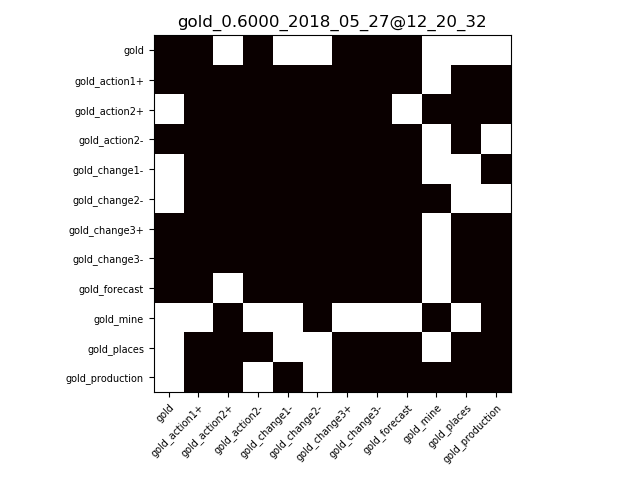 gold_0.6000_2018_05_27@12_20_32
gold
gold_action1+
gold_action2+
gold_action2-
gold_change1-
gold_change2-
gold_change3+
gold_change3-
gold_forecast
gold_mine
gold_places
gold_production
gold
gold_action1+
gold_action2+
gold_action2-
gold_change1-
gold_change2-
gold_change3+
gold_change3-
gold_forecast
gold_mine
gold_places
gold_production